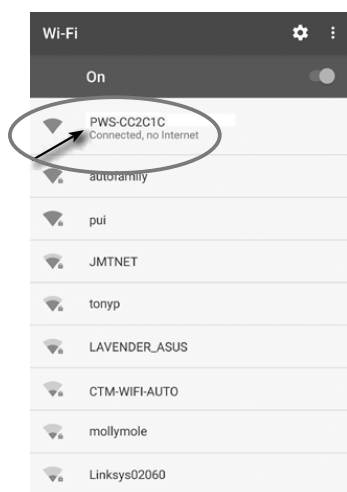 Wi-Fi
On
PWS-CC2C1C
Connected, no Internet
autofamily
pui
JMTNET
tonyp
LAVENDER_ASUS
CTM-WIFI-AUTO
mollymole
Linksys02060